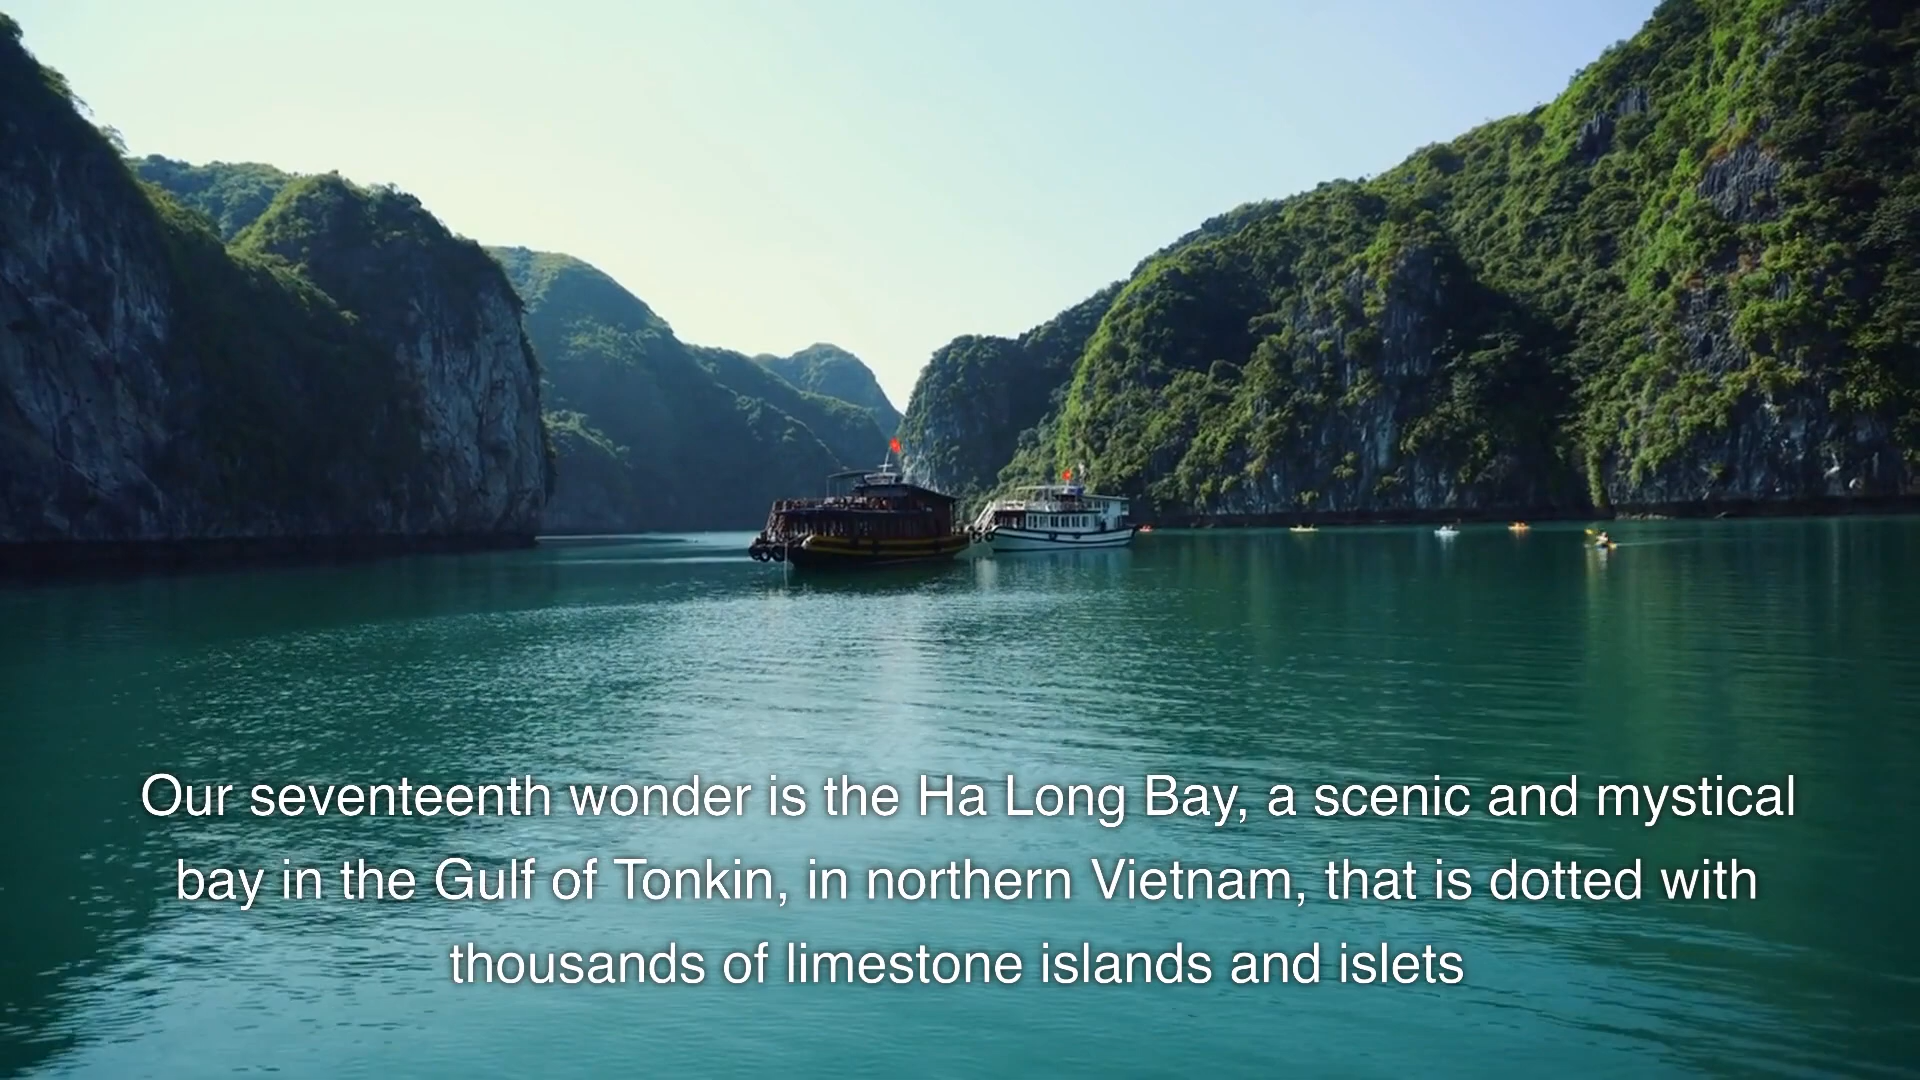 Our seventeenth wonder is the Ha Long Bay, a scenic and mystical
bay in the Gulf of Tonkin, in northern Vietnam, that is dotted with
thousands of limestone islands and islets